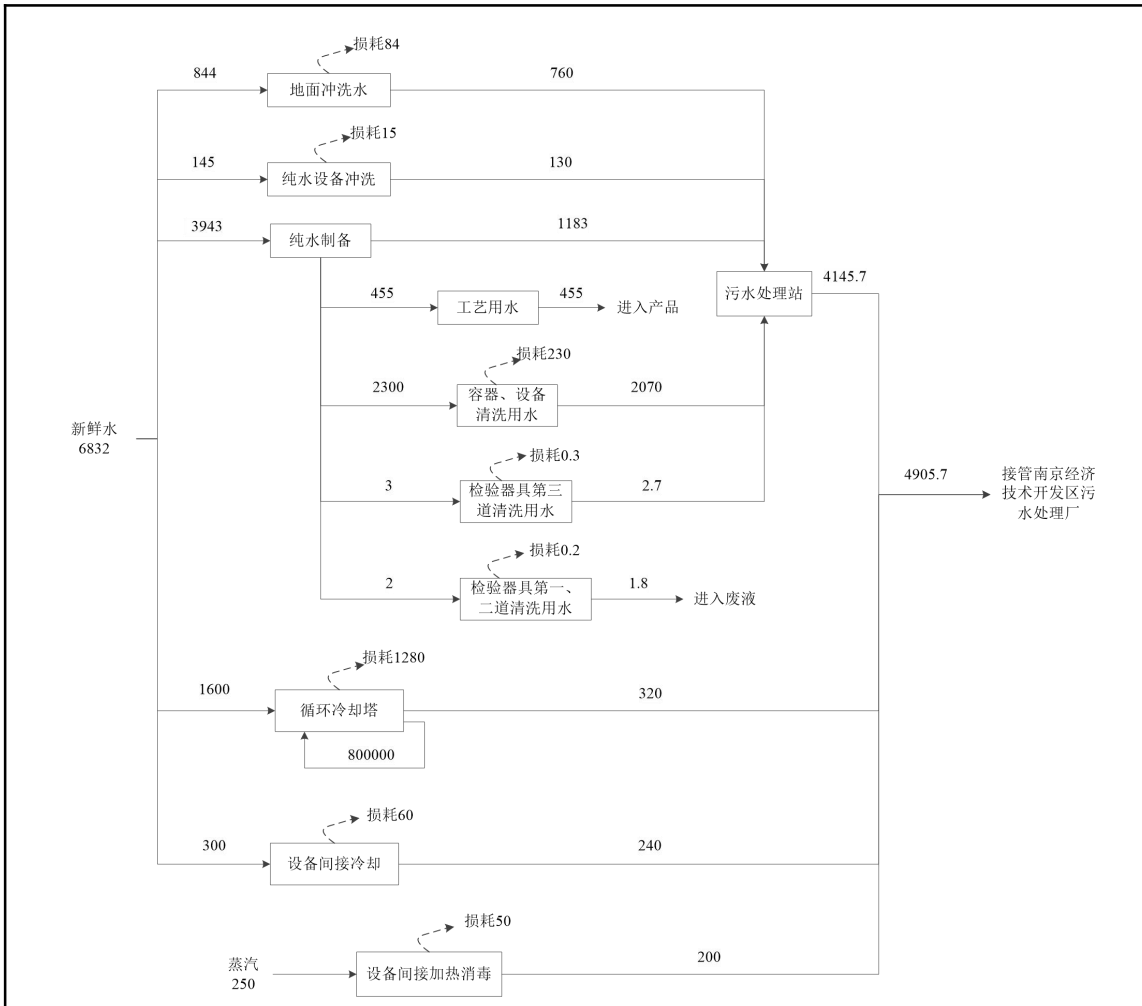 损耗84
844
地面冲洗水
760
损耗15
145
纯水设备冲洗
130
3943
纯水制备
1183
4145.7
污水处理站
455
工艺用水
455
进入产品
损耗230
2300
容器、设备
清洗用水
2070
新鲜水
6832
损耗0.3
3
检验器具第三
道清洗用水
2.7
4905.7
接管南京经济
技术开发区污
水处理厂
损耗0.2
2
检验器具第一、
二道清洗用水
1.8
进入废液
损耗1280
1600
循环冷却塔
320
800000
损耗60
300
设备间接冷却
240
损耗50
蒸汽
250
设备间接加热消毒
200